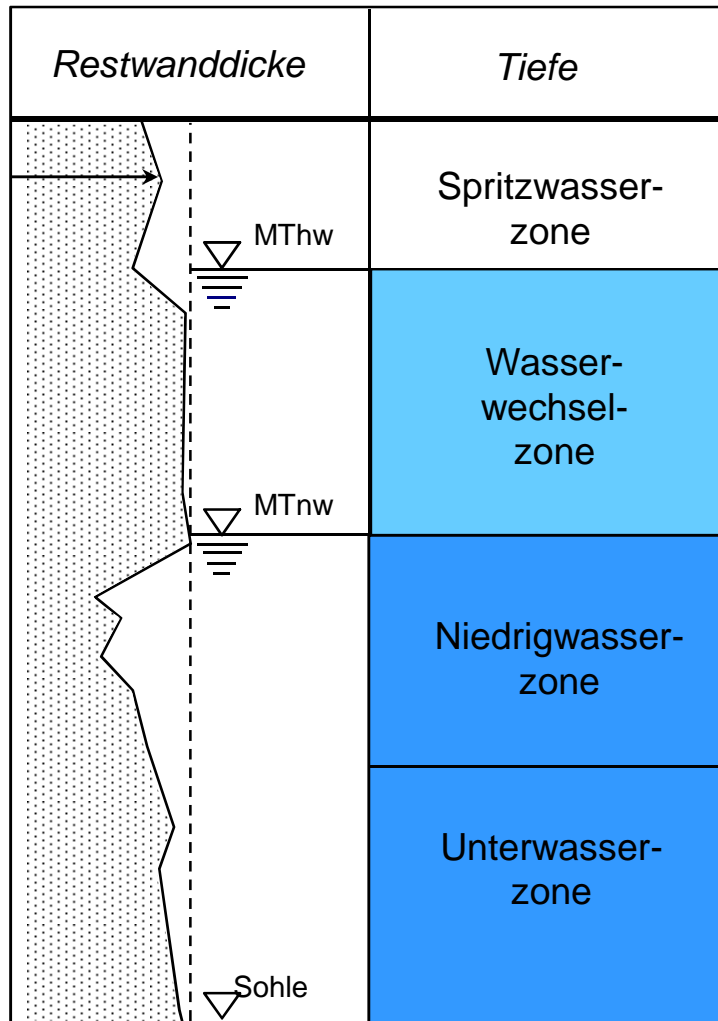 Restwanddicke
Tiefe
Spritzwasser-
zone
MThw
Wasser-
wechsel-
zone
MTnw
Niedrigwasser-
zone
Unterwasser-
zone
Sohle